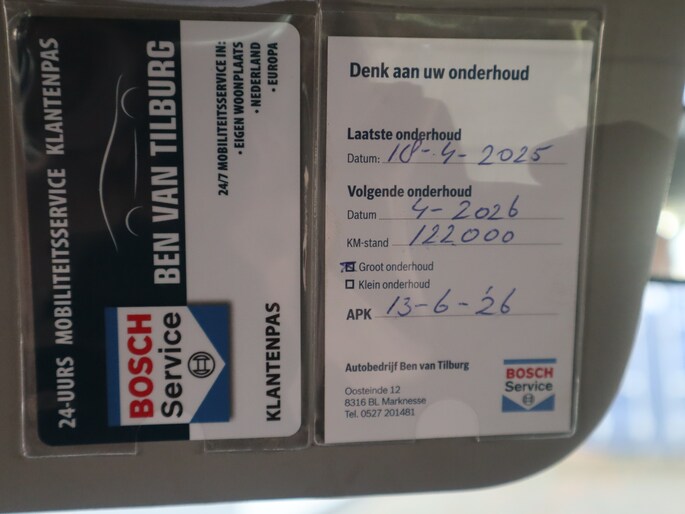 24-UURS MOBILITEITSSERVICE KLANTENPAS
BOSCH
Service
BEN VAN TILBURG
24/7 MOBILITEITSSERVICE IN:
• EIGEN WOONPLAATS
• NEDERLAND
• EUROPA
KLANTENPAS
Denk aan uw onderhoud
Laatste onderhoud
Datum: 18-4-2025
Volgende onderhoud
Datum 4-2026
KM-stand 122000
Groot onderhoud
Klein onderhoud
APK 13-6-26
Autobedrijf Ben van Tilburg
Oosteinde 12
8316 BL Marknesse
Tel. 0527 201481
BOSCH
Service